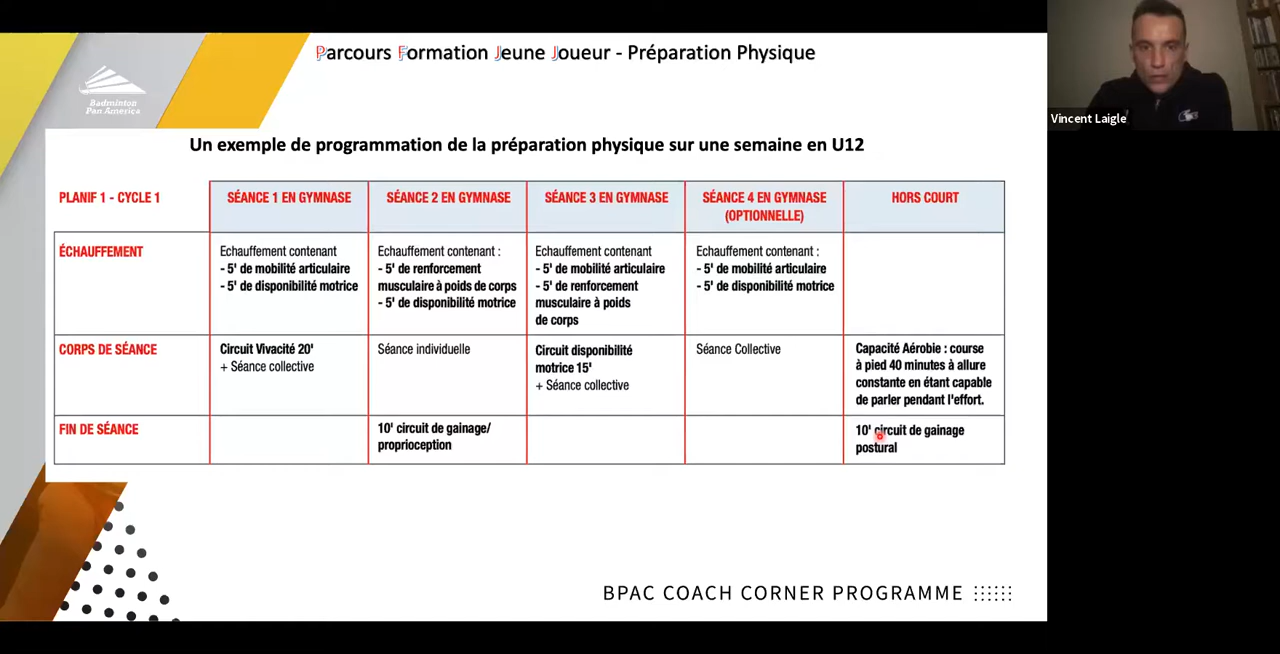 Parcours Formation Jeune Joueur - Préparation Physique
Badminton
Pan America
Vincent Laigle
Un exemple de programmation de la préparation physique sur une semaine en U12
PLANIF 1 - CYCLE 1
SÉANCE 1 EN GYMNASE
SÉANCE 2 EN GYMNASE
SÉANCE 3 EN GYMNASE
SÉANCE 4 EN GYMNASE
(OPTIONNELLE)
HORS COURT
ÉCHAUFFEMENT
Echauffement contenant
- 5' de mobilité articulaire
- 5' de disponibilité motrice
Echauffement contenant :
- 5' de renforcement
musculaire à poids de corps
- 5' de disponibilité motrice
Echauffement contenant
- 5' de mobilité articulaire
- 5' de renforcement
musculaire à poids
de corps
Echauffement contenant :
- 5' de mobilité articulaire
- 5' de disponibilité motrice
CORPS DE SÉANCE
Circuit Vivacité 20'
+ Séance collective
Séance individuelle
Circuit disponibilité
motrice 15'
+ Séance collective
Séance Collective
Capacité Aérobie : course
à pied 40 minutes à allure
constante en étant capable
de parler pendant l'effort.
FIN DE SÉANCE
10' circuit de gainage/
proprioception
10' circuit de gainage
postural
BPAC COACH CORNER PROGRAMME